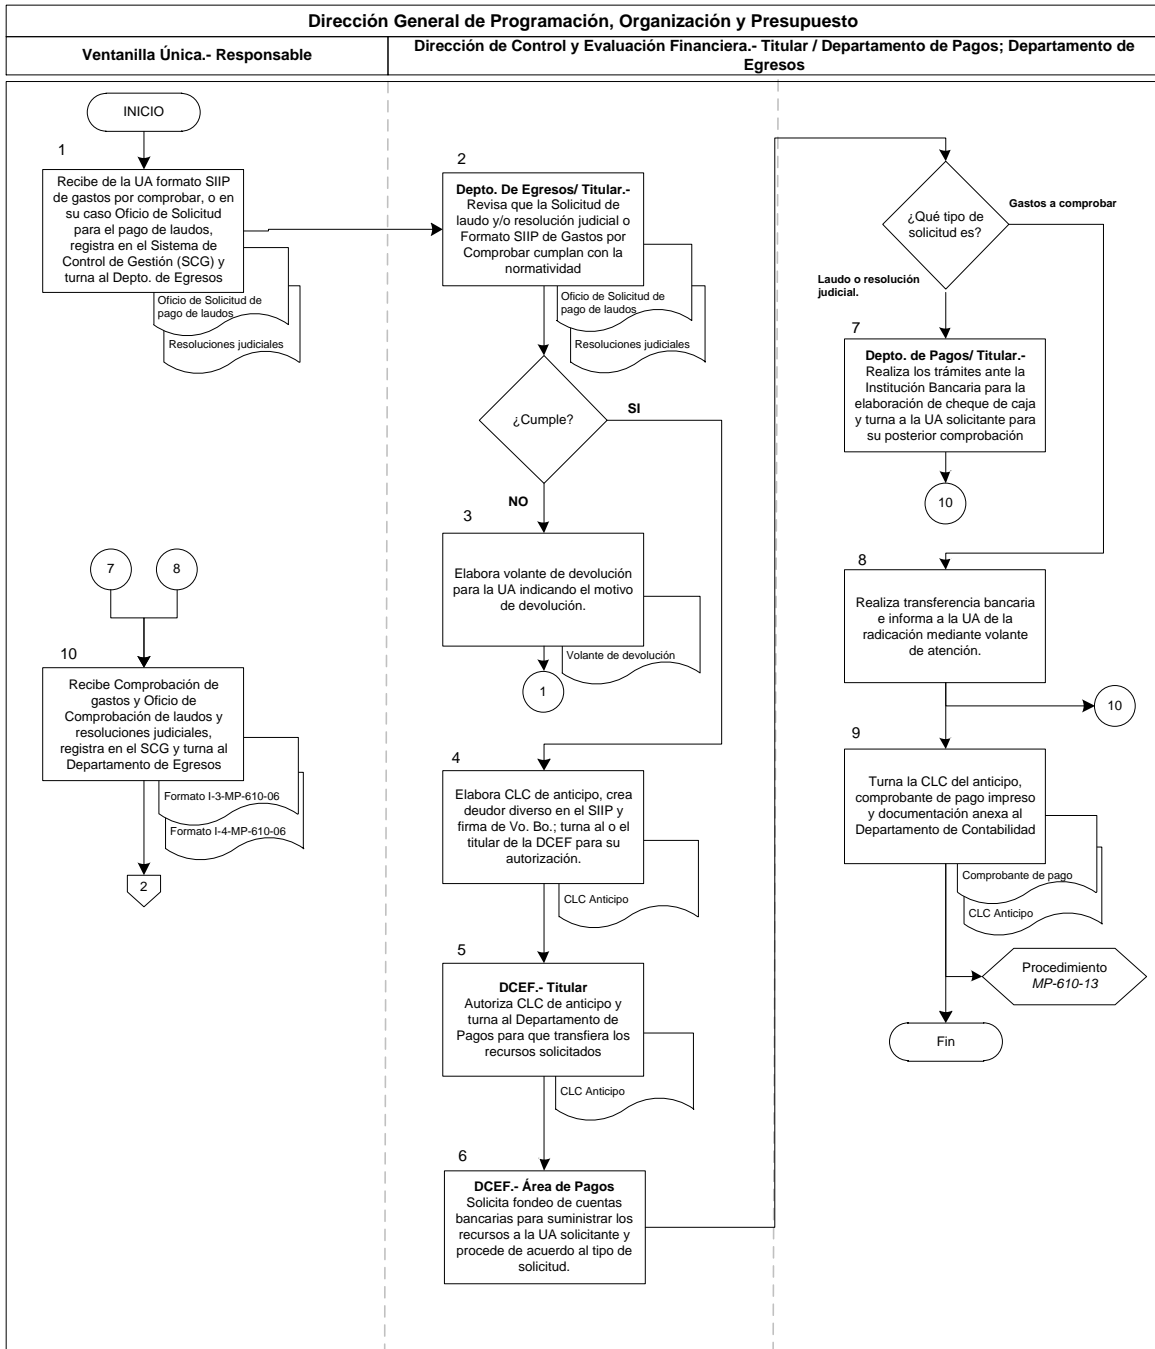 Dirección General de Programación, Organización y Presupuesto
Ventanilla Única.- Responsable
Dirección de Control y Evaluación Financiera.- Titular / Departamento de Pagos; Departamento de
Egresos
INICIO
1
Recibe de la UA formato SIIP
de gastos por comprobar, o en
su caso Oficio de Solicitud
para el pago de laudos,
registra en el Sistema de
Control de Gestión (SCG) y
turna al Depto. de Egresos
Oficio de Solicitud de
pago de laudos
Resoluciones judiciales
7
8
10
Recibe Comprobación de
gastos y Oficio de
Comprobación de laudos y
resoluciones judiciales,
registra en el SCG y turna al
Departamento de Egresos
Formato I-3-MP-610-06
Formato I-4-MP-610-06
2
2
Depto. De Egresos/ Titular.-
Revisa que la Solicitud de
laudo y/o resolución judicial o
Formato SIIP de Gastos por
Comprobar cumplan con la
normatividad
Oficio de Solicitud de
pago de laudos
Resoluciones judiciales
¿Cumple?
SI
NO
3
Elabora volante de devolución
para la UA indicando el motivo
de devolución.
Volante de devolución
1
4
Elabora CLC de anticipo, crea
deudor diverso en el SIIP y
firma de Vo. Bo.; turna al o el
titular de la DCEF para su
autorización.
CLC Anticipo
5
DCEF.- Titular
Autoriza CLC de anticipo y
turna al Departamento de
Pagos para que transfiera los
recursos solicitados
CLC Anticipo
6
DCEF.- Área de Pagos
Solicita fondeo de cuentas
bancarias para suministrar los
recursos a la UA solicitante y
procede de acuerdo al tipo de
solicitud.
¿Qué tipo de
solicitud es?
Gastos a comprobar
Laudo o resolución
judicial.
7
Depto. de Pagos/ Titular.-
Realiza los trámites ante la
Institución Bancaria para la
elaboración de cheque de caja
y turna a la UA solicitante para
su posterior comprobación
10
8
Realiza transferencia bancaria
e informa a la UA de la
radicación mediante volante
de atención.
10
9
Turna la CLC del anticipo,
comprobante de pago impreso
y documentación anexa al
Departamento de Contabilidad
Comprobante de pago
CLC Anticipo
Procedimiento
MP-610-13
Fin